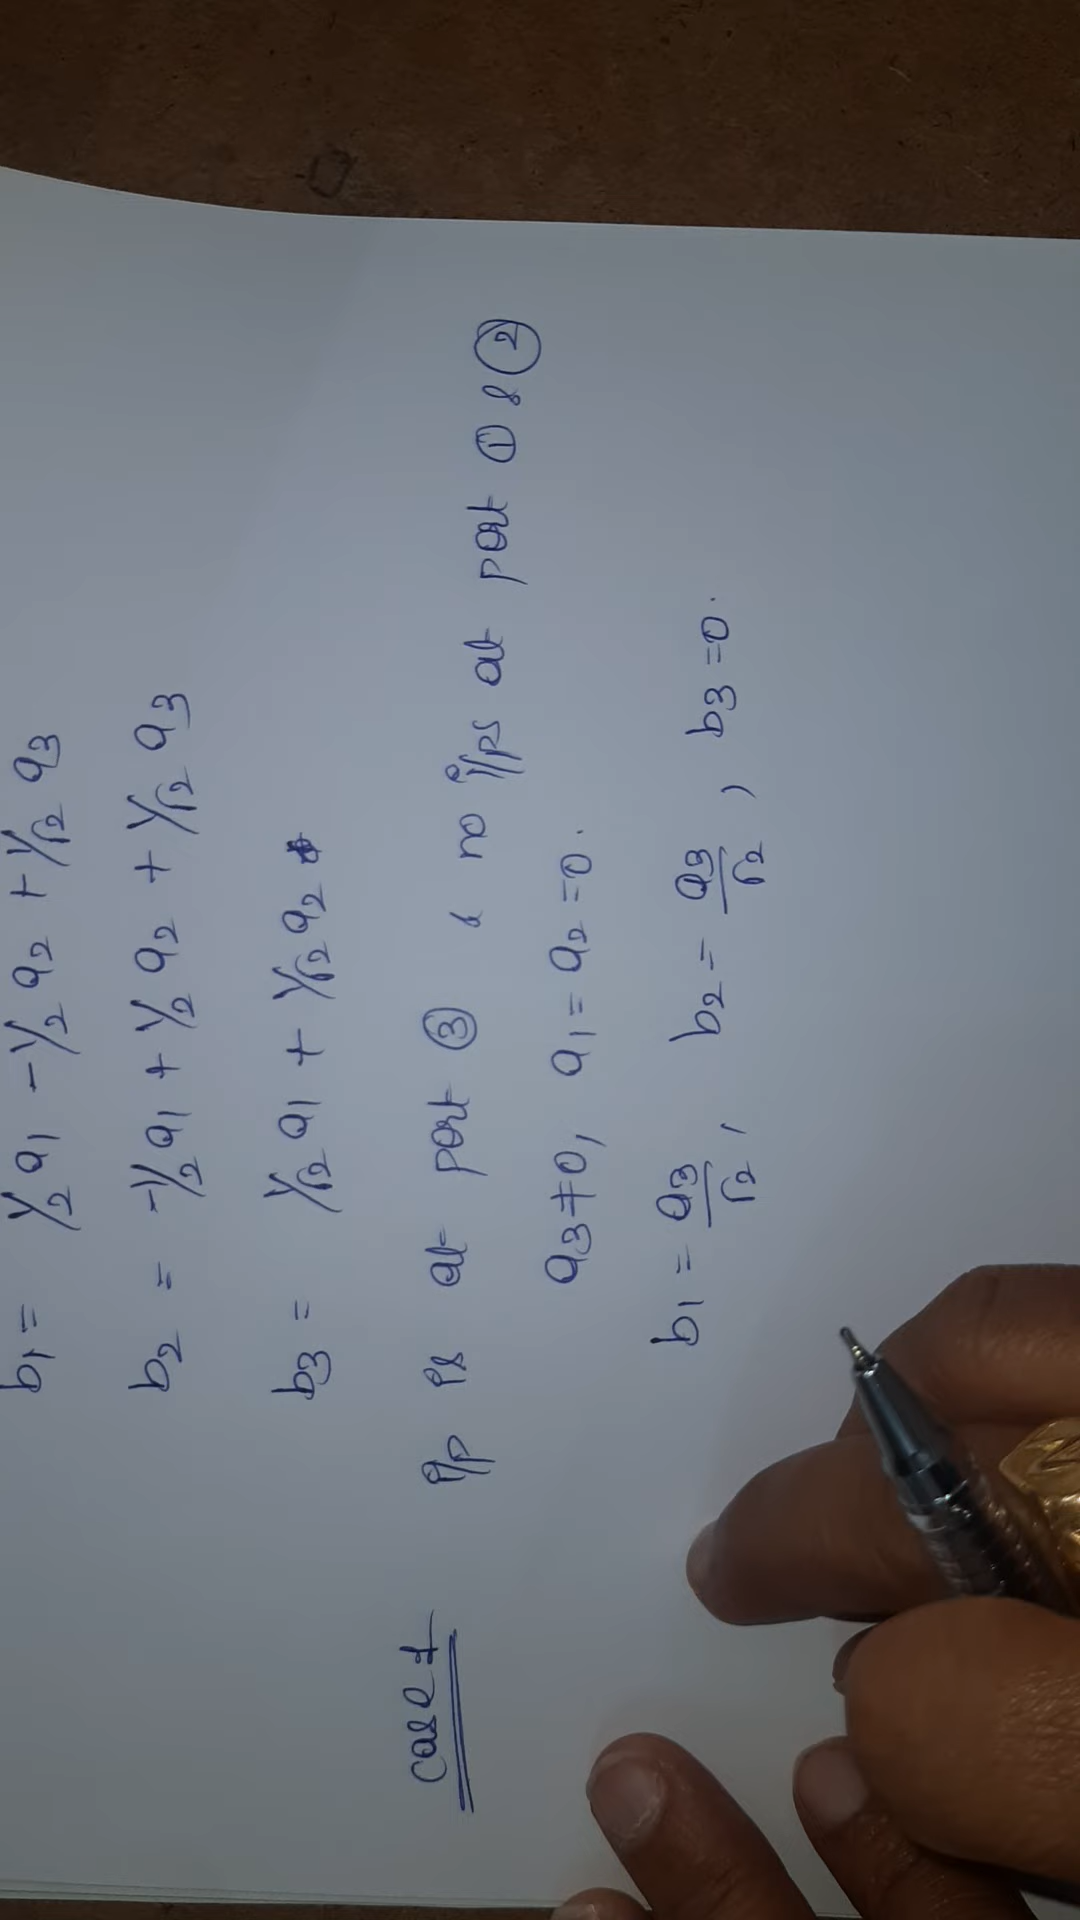 b1 = 1/2 a1 - 1/2 a2 + 1/√2 a3
b2 = -1/2 a1 + 1/2 a2 + 1/√2 a3
b3 = 1/√2 a1 + 1/√2 a2
case 1 i/p is at port ③ & no i/ps at port ① & ②
a3 ≠ 0, a1 = a2 = 0.
b1 = a3/√2, b2 = a3/√2, b3 = 0.